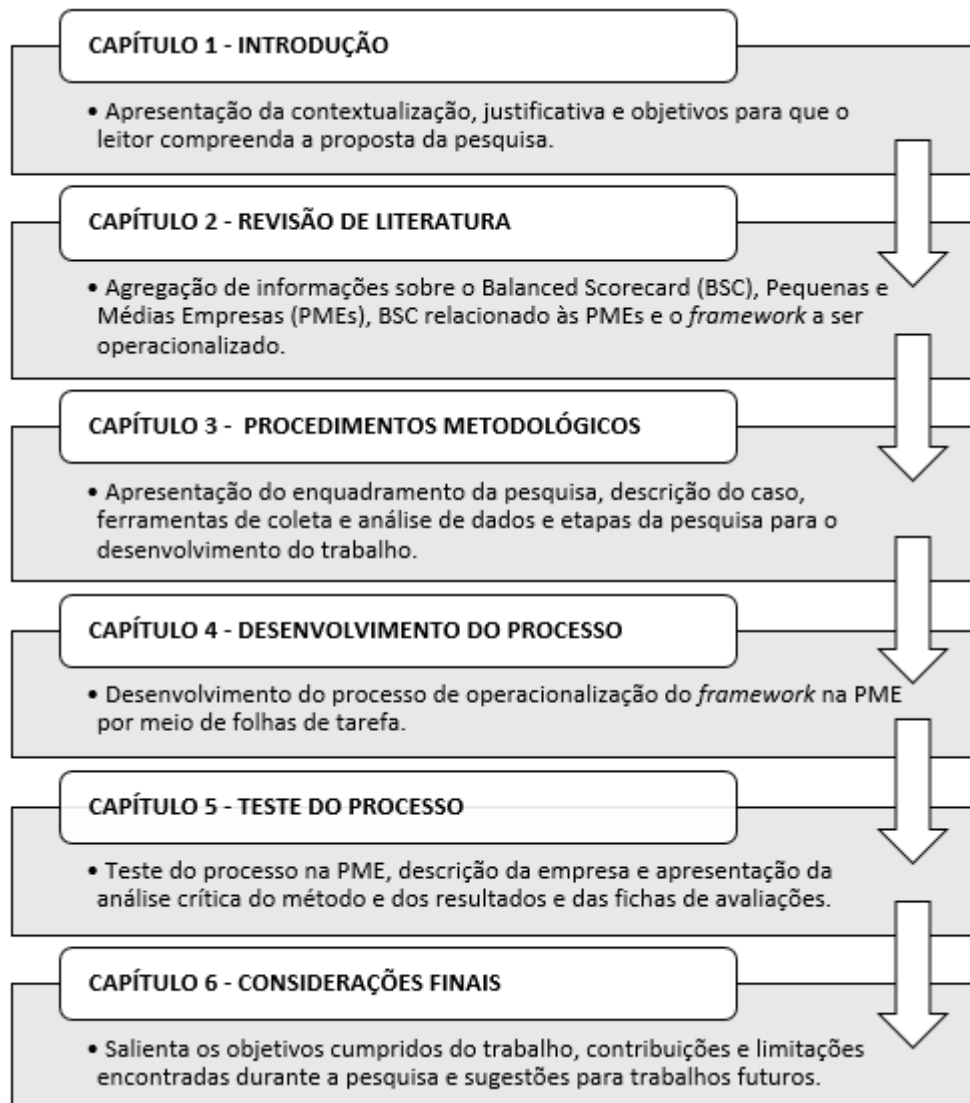 CAPÍTULO 1 - INTRODUÇÃO
• Apresentação da contextualização, justificativa e objetivos para que o
leitor compreenda a proposta da pesquisa.
CAPÍTULO 2 - REVISÃO DE LITERATURA
• Agregação de informações sobre o Balanced Scorecard (BSC), Pequenas e
Médias Empresas (PMEs), BSC relacionado às PMEs e o framework a ser
operacionalizado.
CAPÍTULO 3 -  PROCEDIMENTOS METODOLÓGICOS
• Apresentação do enquadramento da pesquisa, descrição do caso,
ferramentas de coleta e análise de dados e etapas da pesquisa para o
desenvolvimento do trabalho.
CAPÍTULO 4 - DESENVOLVIMENTO DO PROCESSO
• Desenvolvimento do processo de operacionalização do framework na PME
por meio de folhas de tarefa.
CAPÍTULO 5 - TESTE DO PROCESSO
• Teste do processo na PME, descrição da empresa e apresentação da
análise crítica do método e dos resultados e das fichas de avaliações.
CAPÍTULO 6 - CONSIDERAÇÕES FINAIS
• Salienta os objetivos cumpridos do trabalho, contribuições e limitações
encontradas durante a pesquisa e sugestões para trabalhos futuros.